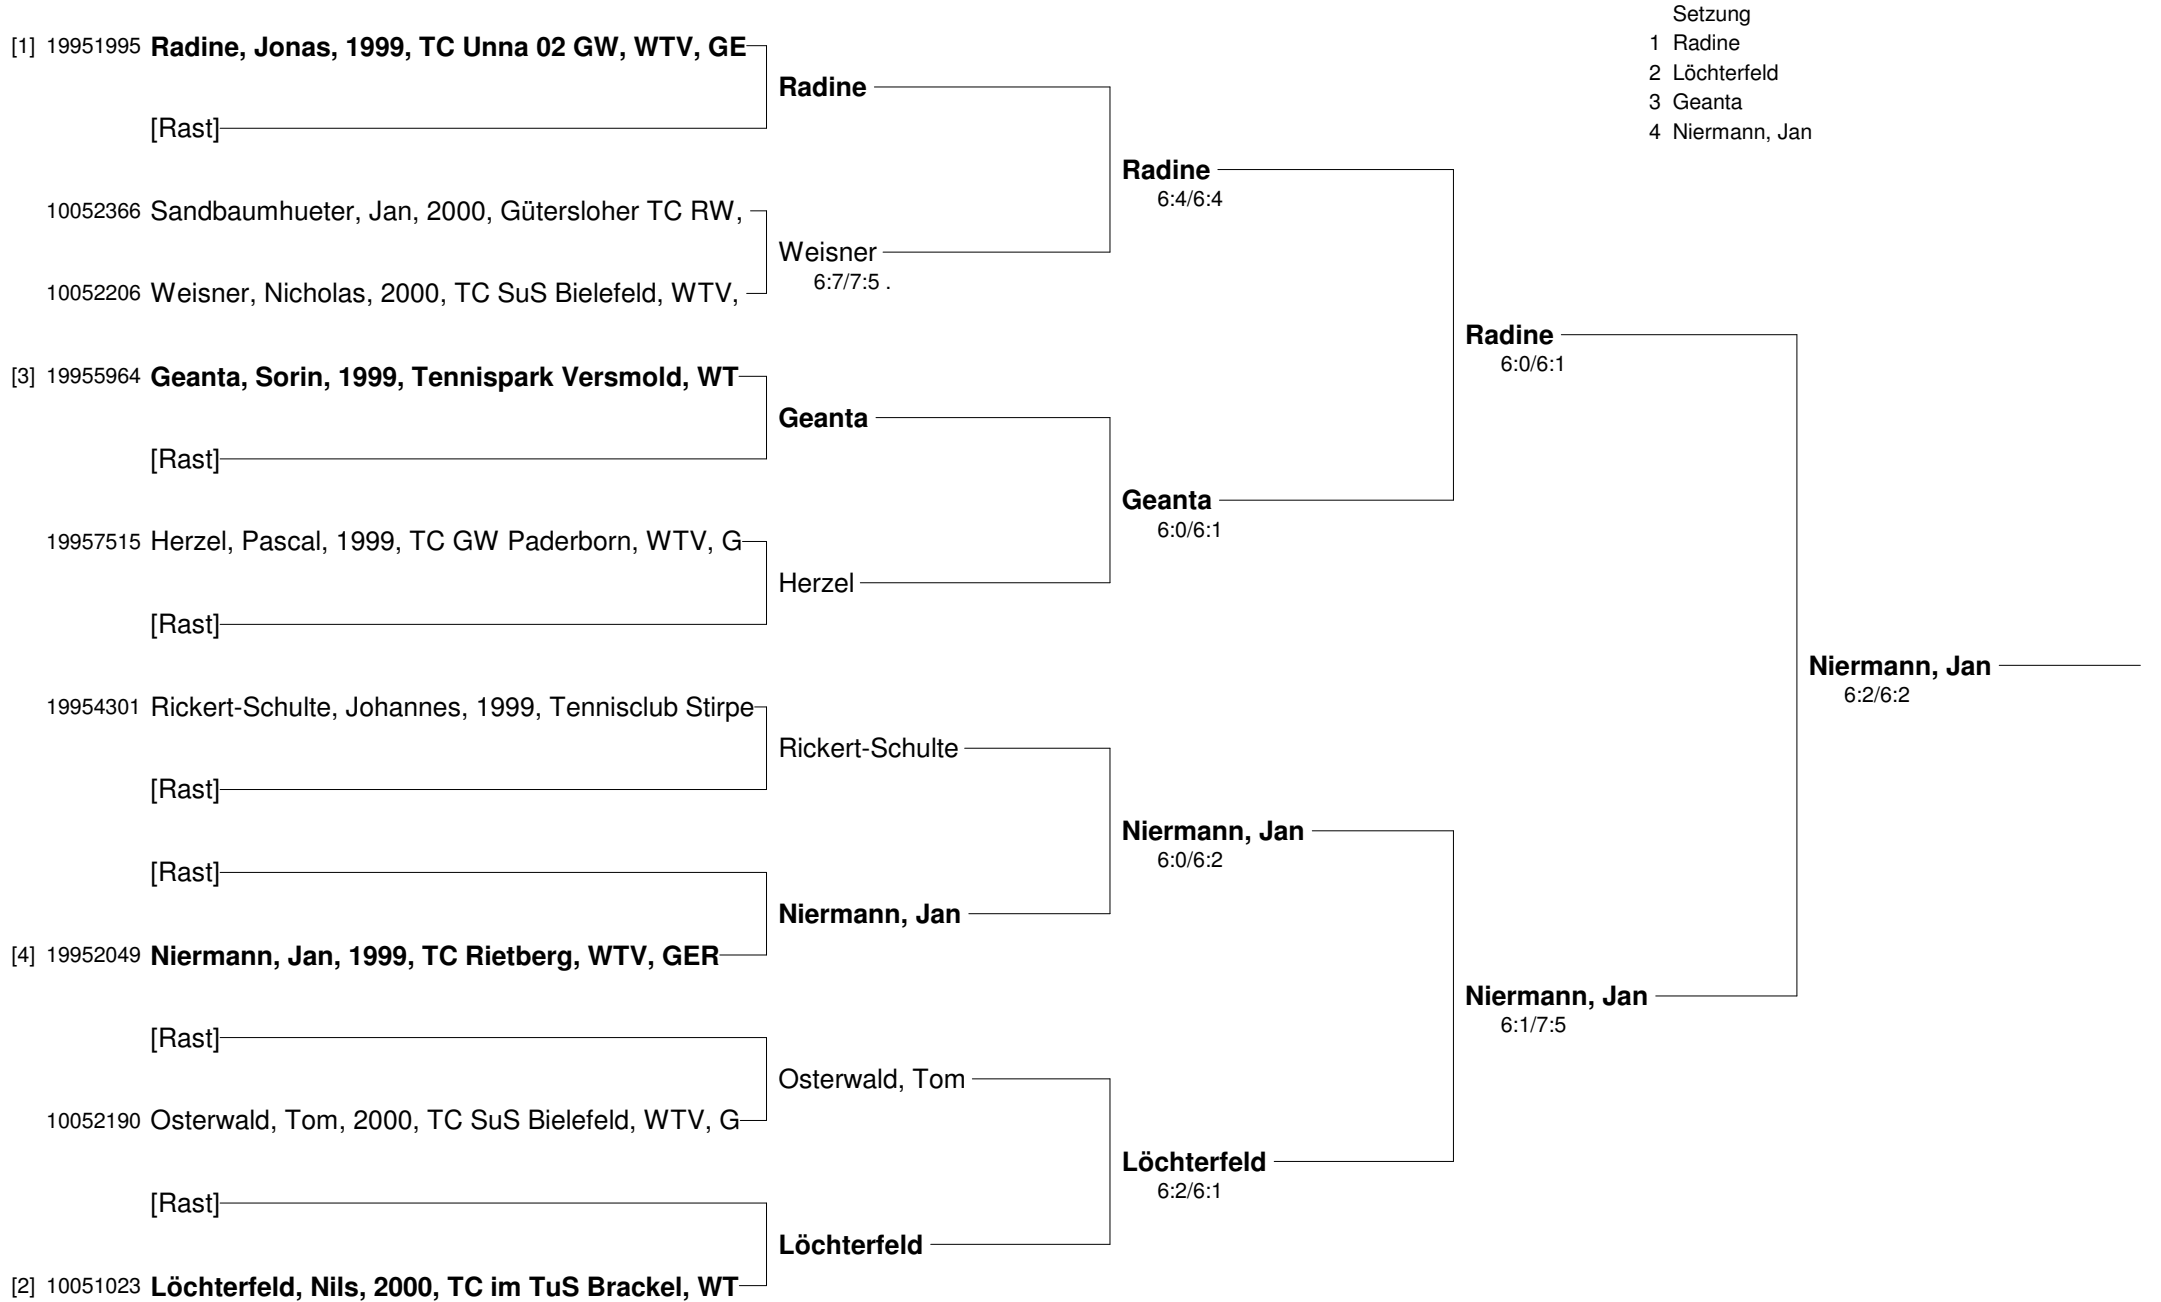 Setzung
1 Radine
2 Löchterfeld
3 Geanta
4 Niermann, Jan
[1] 19951995 Radine, Jonas, 1999, TC Unna 02 GW, WTV, GE
[Rast]
10052366 Sandbaumhueter, Jan, 2000, Gütersloher TC RW,
10052206 Weisner, Nicholas, 2000, TC SuS Bielefeld, WTV,
[3] 19955964 Geanta, Sorin, 1999, Tennispark Versmold, WT
[Rast]
19957515 Herzel, Pascal, 1999, TC GW Paderborn, WTV, G
[Rast]
19954301 Rickert-Schulte, Johannes, 1999, Tennisclub Stirpe
[Rast]
[Rast]
[4] 19952049 Niermann, Jan, 1999, TC Rietberg, WTV, GER
[Rast]
10052190 Osterwald, Tom, 2000, TC SuS Bielefeld, WTV, G
[Rast]
[2] 10051023 Löchterfeld, Nils, 2000, TC im TuS Brackel, WT
Radine
Weisner
6:7/7:5 .
Geanta
Herzel
Rickert-Schulte
Niermann, Jan
Osterwald, Tom
Löchterfeld
Radine
6:4/6:4
Geanta
6:0/6:1
Niermann, Jan
6:0/6:2
Löchterfeld
6:2/6:1
Radine
6:0/6:1
Niermann, Jan
6:1/7:5
Niermann, Jan
6:2/6:2